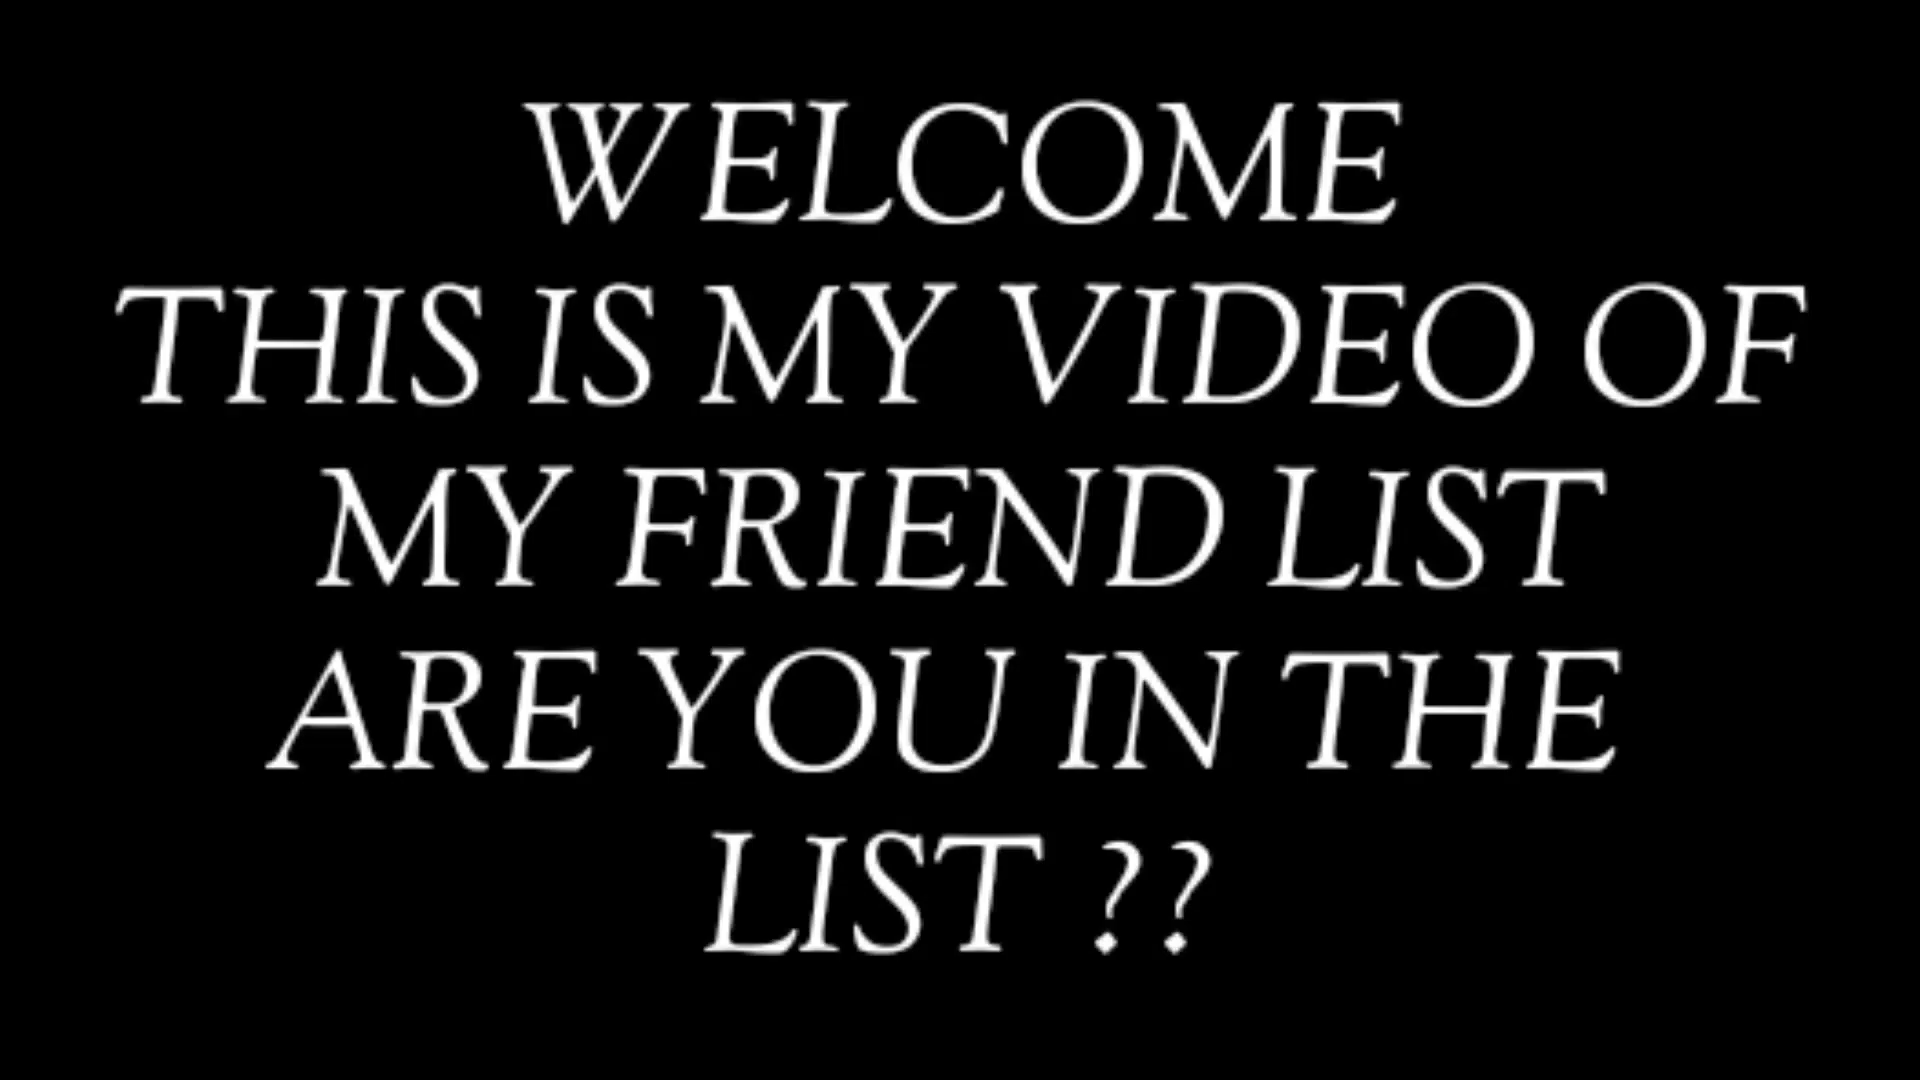 WELCOME
THIS IS MY VIDEO OF
MY FRIEND LIST
ARE YOU IN THE
LIST ??